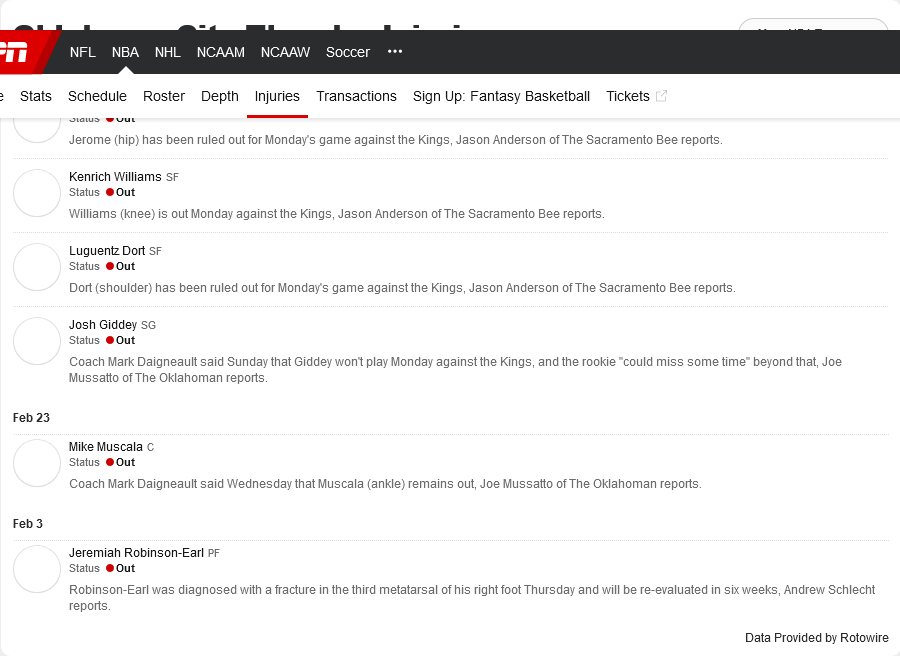 NFL NBA NHL NCAAM NCAAW Soccer
Stats Schedule Roster Depth Injuries Transactions Sign Up: Fantasy Basketball Tickets
Status Out
Jerome (hip) has been ruled out for Monday's game against the Kings, Jason Anderson of The Sacramento Bee reports.
Kenrich Williams SF
Status Out
Williams (knee) is out Monday against the Kings, Jason Anderson of The Sacramento Bee reports.
Luguentz Dort SF
Status Out
Dort (shoulder) has been ruled out for Monday's game against the Kings, Jason Anderson of The Sacramento Bee reports.
Josh Giddey SG
Status Out
Coach Mark Daigneault said Sunday that Giddey won't play Monday against the Kings, and the rookie "could miss some time" beyond that, Joe
Mussatto of The Oklahoman reports.
Feb 23
Mike Muscala C
Status Out
Coach Mark Daigneault said Wednesday that Muscala (ankle) remains out, Joe Mussatto of The Oklahoman reports.
Feb 3
Jeremiah Robinson-Earl PF
Status Out
Robinson-Earl was diagnosed with a fracture in the third metatarsal of his right foot Thursday and will be re-evaluated in six weeks, Andrew Schlecht
reports.
Data Provided by Rotowire